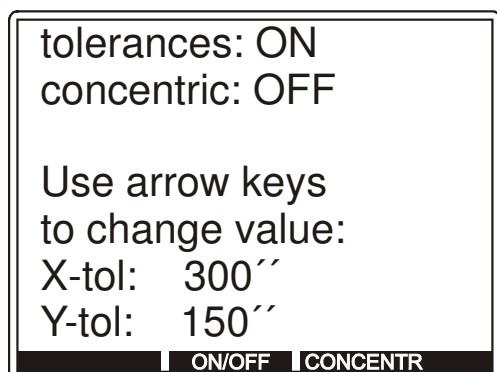 tolerances: ON
concentric: OFF
Use arrow keys
to change value:
X-tol: 300´´
Y-tol: 150´´
ON/OFF CONCENTR